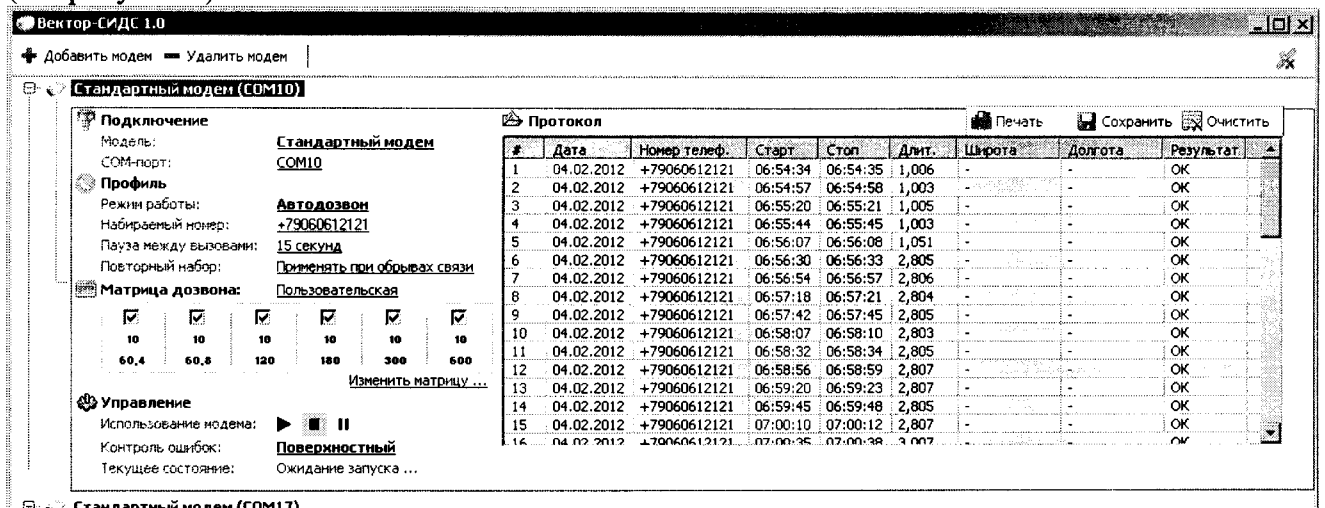 Вектор-СИДС 1.0
Добавить модем Удалить модем
Стандартный модем (COM10)
Подключение
Модель: Стандартный модем
COM-порт: COM10
Профиль
Режим работы: Автодозвон
Набираемый номер: +79060612121
Пауза между вызовами: 15 секунд
Повторный набор: Применять при обрывах связи
Матрица дозвона: Пользовательская
10 10 10 10 10 10
60,4 60,8 120 180 300 600
Изменить матрицу ...
Управление
Использование модема:
Контроль ошибок: Поверхностный
Текущее состояние: Ожидание запуска ...
Протокол Печать Сохранить Очистить
# Дата Номер телеф. Старт Стоп Длит. Широта Долгота Результат
1 04.02.2012 +79060612121 06:54:34 06:54:35 1,006 - - OK
2 04.02.2012 +79060612121 06:54:57 06:54:58 1,003 - - OK
3 04.02.2012 +79060612121 06:55:20 06:55:21 1,005 - - OK
4 04.02.2012 +79060612121 06:55:44 06:55:45 1,003 - - OK
5 04.02.2012 +79060612121 06:56:07 06:56:08 1,051 - - OK
6 04.02.2012 +79060612121 06:56:30 06:56:33 2,805 - - OK
7 04.02.2012 +79060612121 06:56:54 06:56:57 2,806 - - OK
8 04.02.2012 +79060612121 06:57:18 06:57:21 2,804 - - OK
9 04.02.2012 +79060612121 06:57:42 06:57:45 2,805 - - OK
10 04.02.2012 +79060612121 06:58:07 06:58:10 2,803 - - OK
11 04.02.2012 +79060612121 06:58:32 06:58:34 2,805 - - OK
12 04.02.2012 +79060612121 06:58:56 06:58:59 2,807 - - OK
13 04.02.2012 +79060612121 06:59:20 06:59:23 2,807 - - OK
14 04.02.2012 +79060612121 06:59:45 06:59:48 2,805 - - OK
15 04.02.2012 +79060612121 07:00:10 07:00:12 2,807 - - OK
16 04.02.2012 +79060612121 07:00:35 07:00:38 3,007 - - OK
Стандартный модем (COM17)